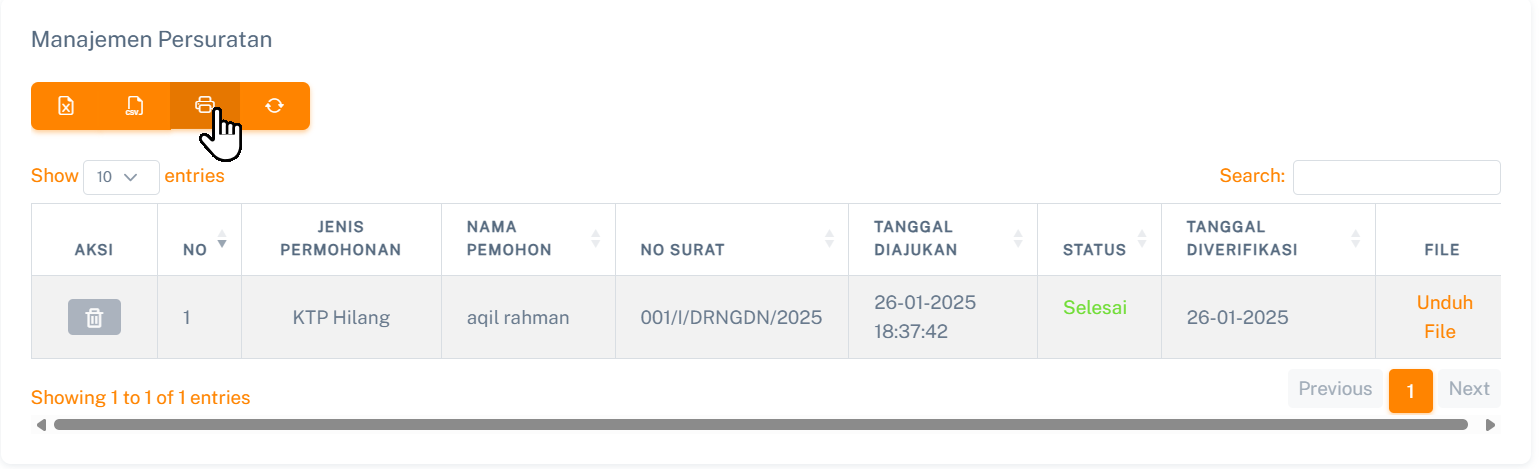 Manajemen Persuratan
CSV
Show 10 entries
Search:
AKSI
NO
JENIS
PERMOHONAN
NAMA
PEMOHON
NO SURAT
TANGGAL
DIAJUKAN
STATUS
TANGGAL
DIVERIFIKASI
FILE
1
KTP Hilang
aqil rahman
001/I/DRNGDN/2025
26-01-2025
18:37:42
Selesai
26-01-2025
Unduh
File
Showing 1 to 1 of 1 entries
Previous 1 Next